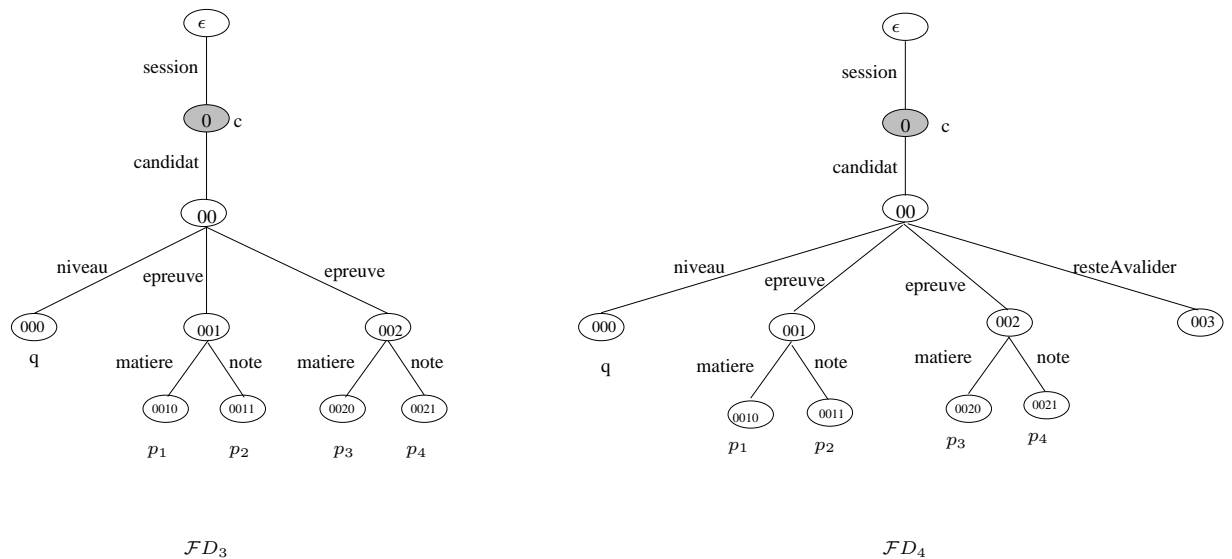 ϵ ϵ
session session
0 c 0 c
candidat candidat
00 00
niveau epreuve epreuve niveau epreuve epreuve resteAvalider
000 001 002 000 001 002 003
q matiere note matiere note q matiere note matiere note
0010 0011 0020 0021 0010 0011 0020 0021
p1 p2 p3 p4 p1 p2 p3 p4
FD3 FD4